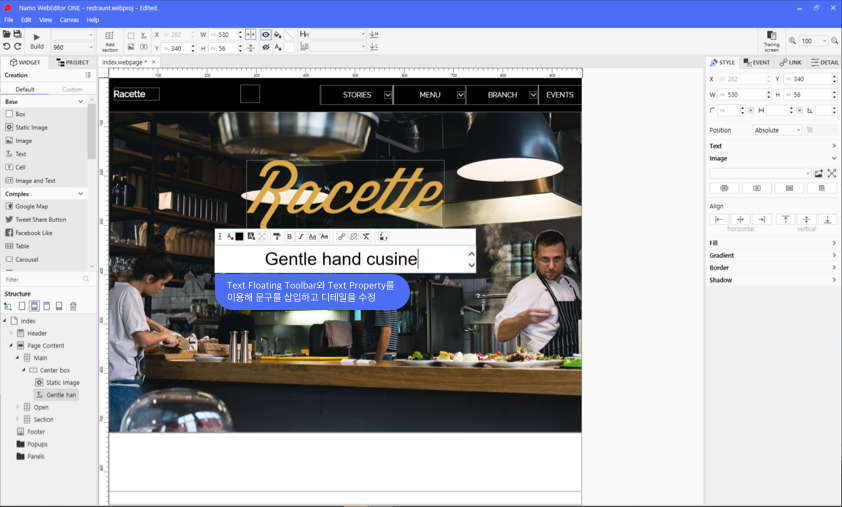 Namo WebEditor ONE - restraunt.webproj - Edited.
File Edit View Canvas Help
Build
960
Add section
X 282 W 530
Y 340 H 56
Tracing screen
100
WIDGET PROJECT
index.webpage *
STYLE EVENT LINK DETAIL
Creation
Default Custom
Base
Box
Static Image
Image
Text
Cell
Image and Text
Complex
Google Map
Tweet Share Button
Facebook Like
Table
Carousel
Filter
Structure
index
Header
Page Content
Main
Center box
Static Image
Gentle han
Open
Section
Footer
Popups
Panels
Racette
STORIES MENU BRANCH EVENTS
Racette
Gentle hand cusine
Text Floating Toolbar와 Text Property를
이용해 문구를 삽입하고 디테일을 수정
X 282 Y 340
W 530 H 56
Position Absolute
Text
Image
Align
horizontal vertical
Fill
Gradient
Border
Shadow